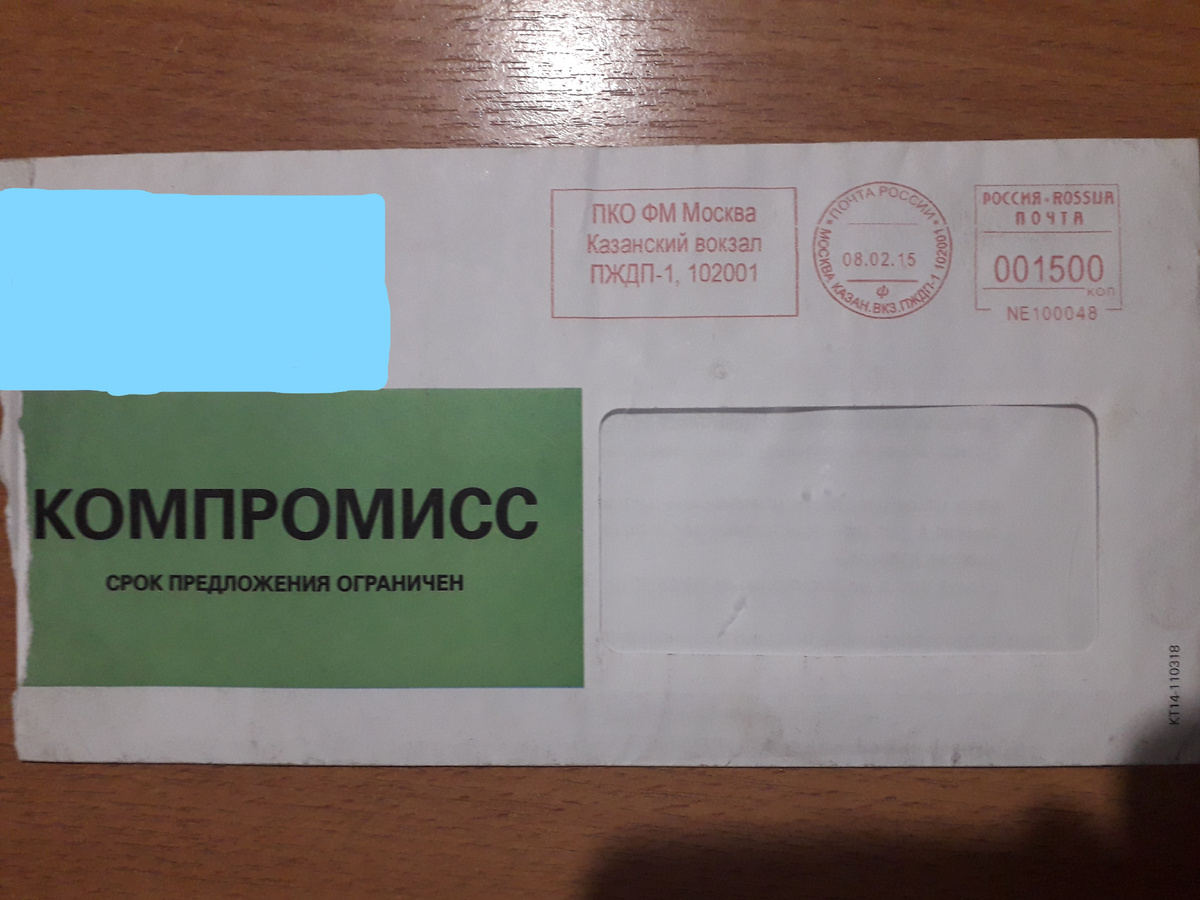 ПКО ФМ Москва
Казанский вокзал
ПЖДП-1, 102001
ПОЧТА РОССИИ
08.02.15
Ф
МОСКВА КАЗАН.ВКЗ.ПЖДП-1 102001
РОССИЯ·ROSSIJA
ПОЧТА
001500
коп
NE100048
КОМПРОМИСС
СРОК ПРЕДЛОЖЕНИЯ ОГРАНИЧЕН
КТ14-110318